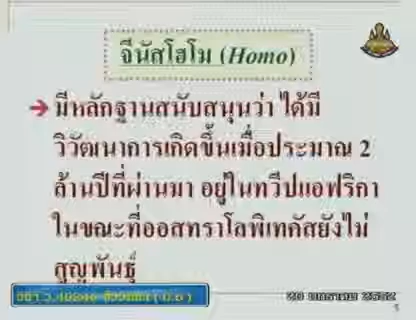 จีนัสโฮโม (Homo)
มีหลักฐานสนับสนุนว่า ได้มี
วิวัฒนาการเกิดขึ้นเมื่อประมาณ 2
ล้านปีที่ผ่านมา อยู่ในทวีปแอฟริกา
ในขณะที่ออสทราโลพิเทคัสยังไม่
สูญพันธุ์